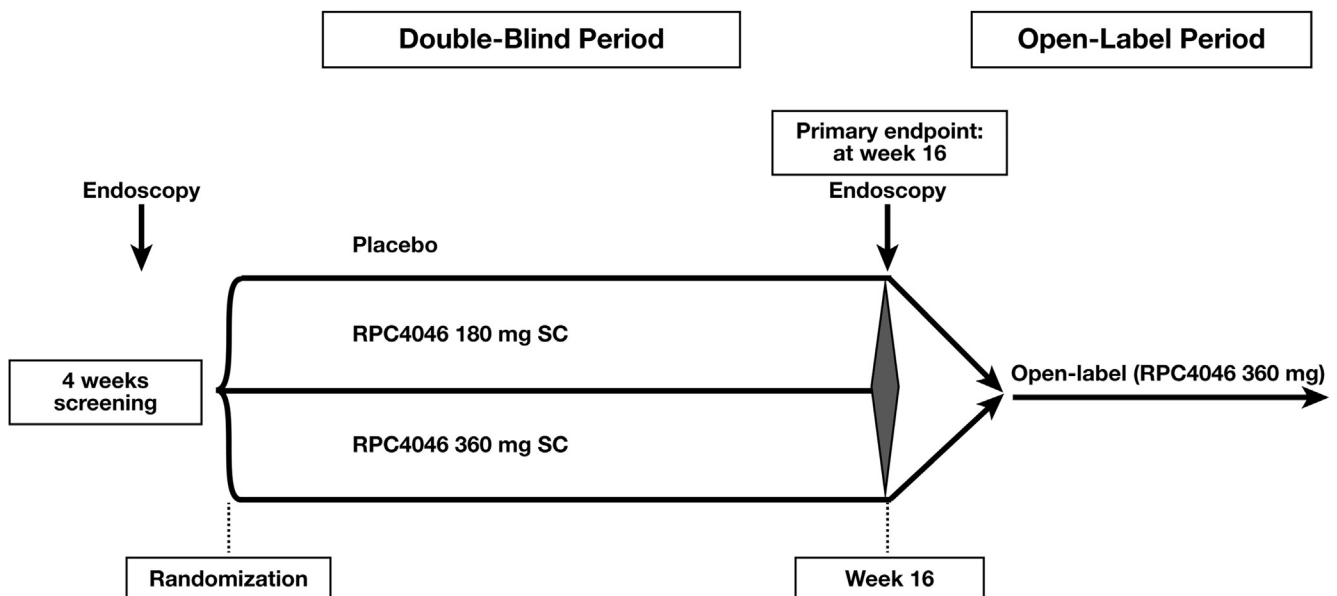 Double-Blind Period
Open-Label Period
Primary endpoint:
at week 16
Endoscopy
Endoscopy
Placebo
RPC4046 180 mg SC
4 weeks
screening
Open-label (RPC4046 360 mg)
RPC4046 360 mg SC
Randomization
Week 16